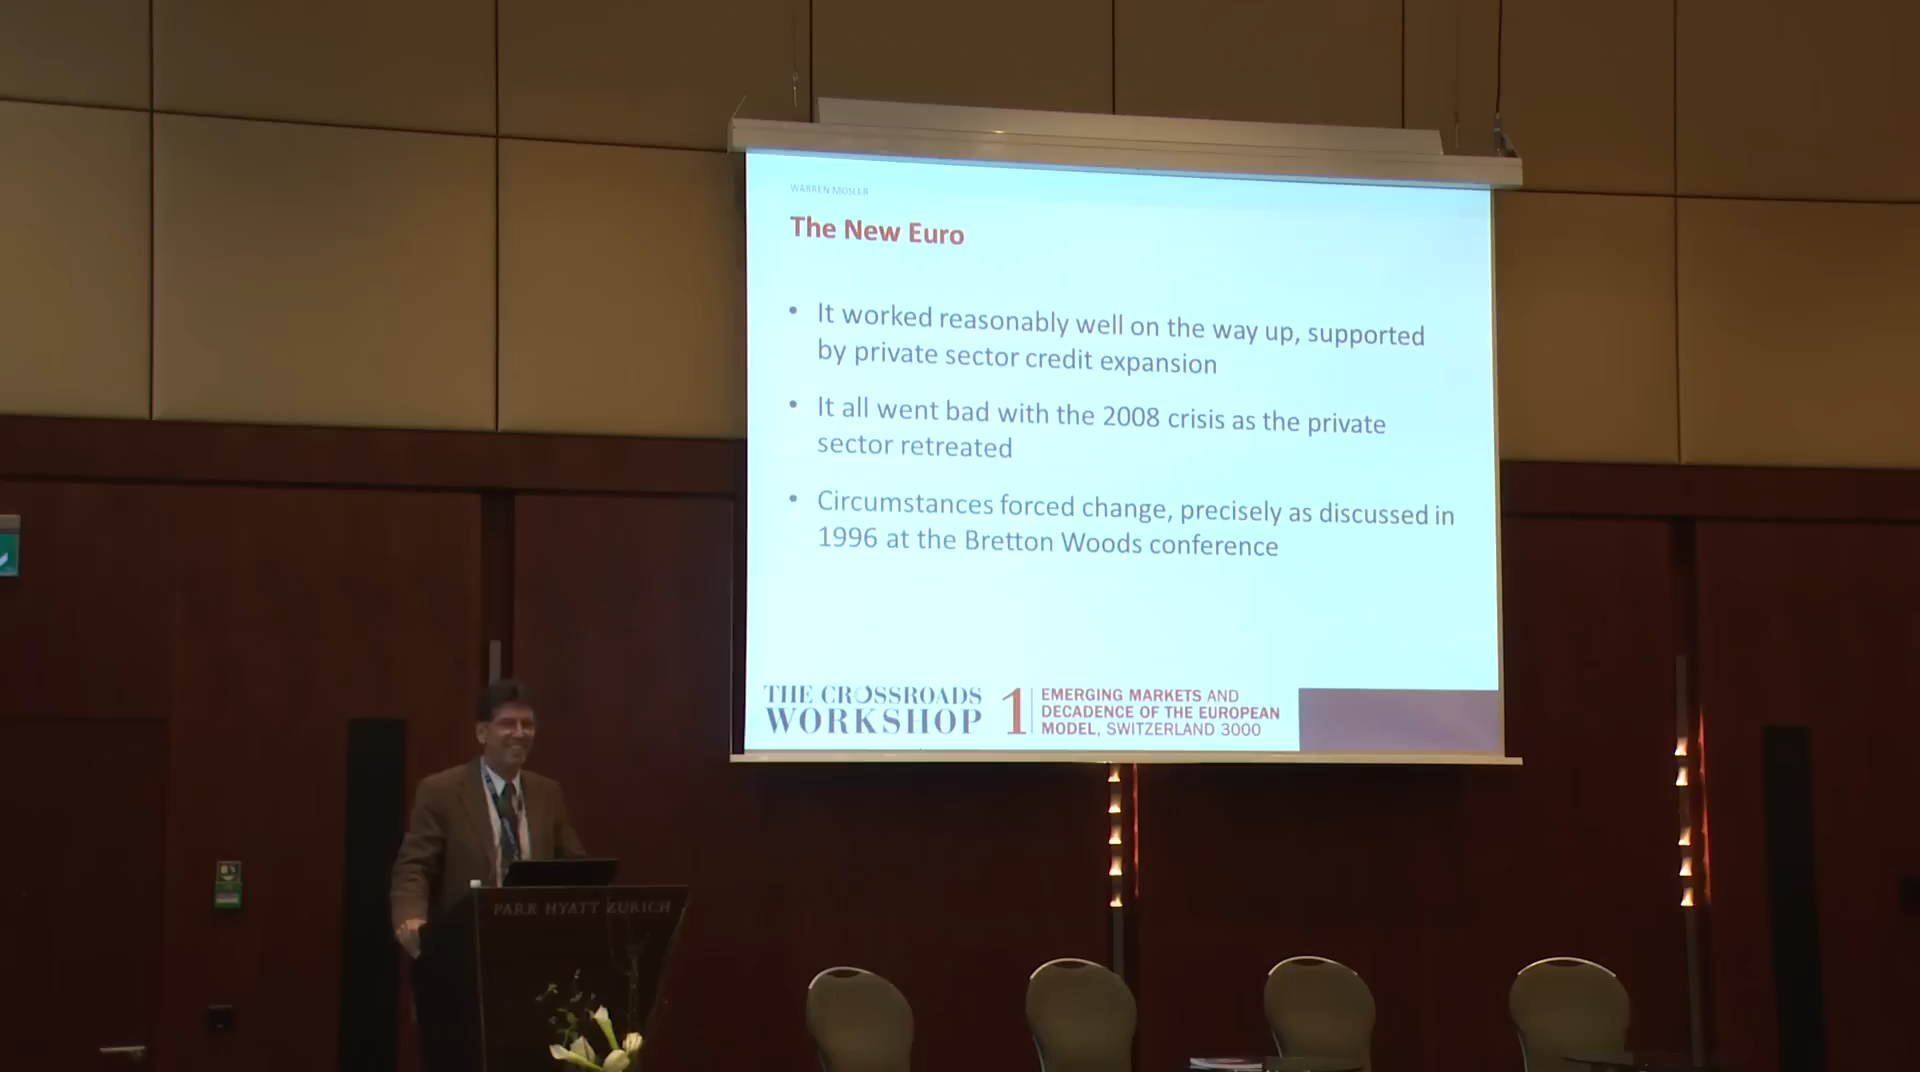 WARREN MOSLER
The New Euro
• It worked reasonably well on the way up, supported
by private sector credit expansion
• It all went bad with the 2008 crisis as the private
sector retreated
• Circumstances forced change, precisely as discussed in
1996 at the Bretton Woods conference
THE CROSSROADS
WORKSHOP
1
EMERGING MARKETS AND
DECADENCE OF THE EUROPEAN
MODEL, SWITZERLAND 3000
PARK HYATT ZURICH